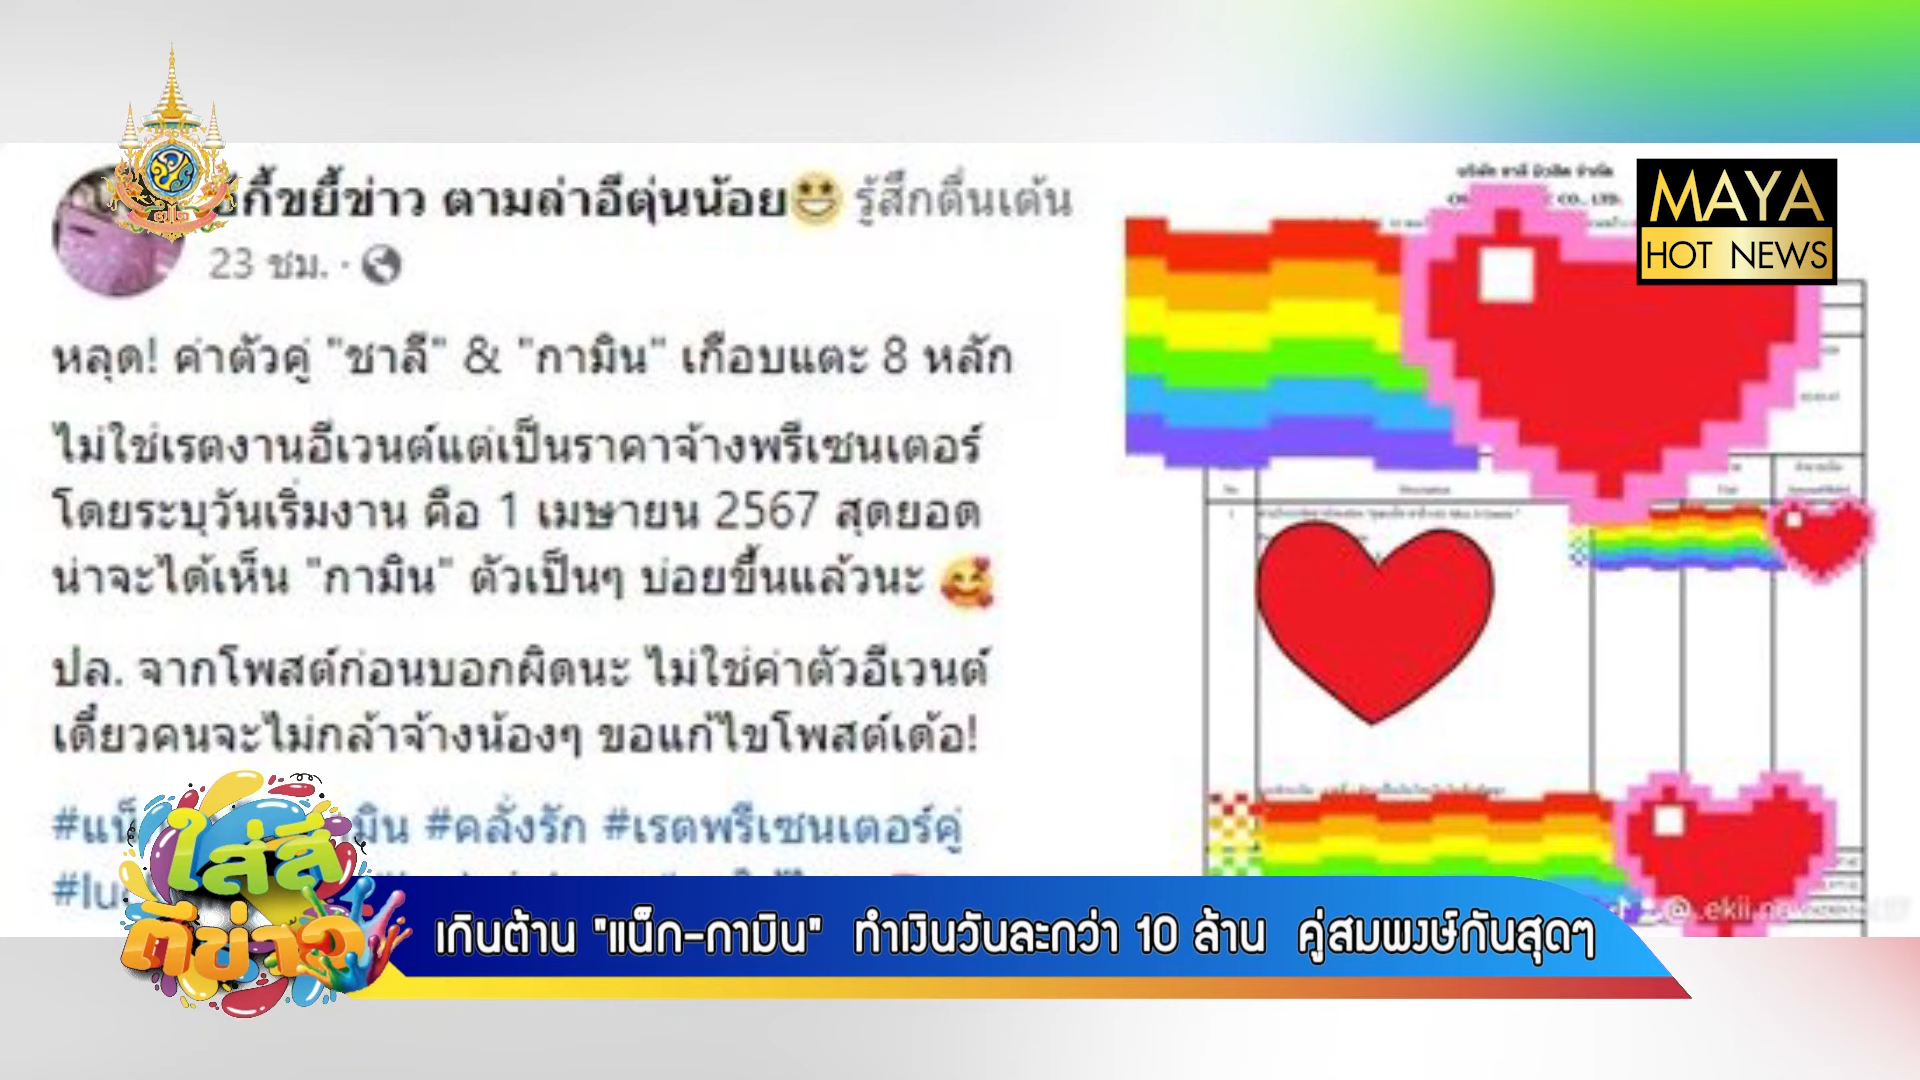 กี้ขยี้ข่าว ตามล่าอีตุ่นน้อย รู้สึกตื่นเต้น
23 ชม. ·
MAYA
HOT NEWS
หลุด! ค่าตัวคู่ "ชาลี" & "กามิน" เกือบแตะ 8 หลัก
ไม่ใช่เรตงานอีเวนต์แต่เป็นราคาจ้างพรีเซนเตอร์
โดยระบุวันเริ่มงาน คือ 1 เมษายน 2567 สุดยอด
น่าจะได้เห็น "กามิน" ตัวเป็นๆ บ่อยขึ้นแล้วนะ
ปล. จากโพสต์ก่อนบอกผิดนะ ไม่ใช่ค่าตัวอีเวนต์
เดี๋ยวคนจะไม่กล้าจ้างน้องๆ ขอแก้ไขโพสต์เด้อ!
#คลั่งรัก #เรตพรีเซนเตอร์คู่
ใส่สี
ตีข่าว
เกินต้าน "แน็ก-กามิน" ทำเงินวันละกว่า 10 ล้าน คู่สมพงษ์กันสุดๆ